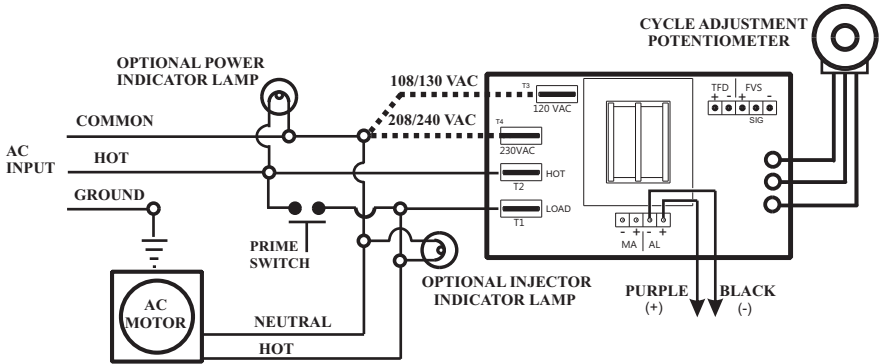 CYCLE ADJUSTMENT
POTENTIOMETER
OPTIONAL POWER
INDICATOR LAMP
108/130 VAC
T3
120 VAC
TFD FVS
+ - + -
SIG
COMMON
208/240 VAC
T4
230VAC
AC
INPUT
HOT
HOT
T2
GROUND
LOAD
T1
- + - +
MA AL
PRIME
SWITCH
OPTIONAL INJECTOR
INDICATOR LAMP
PURPLE
(+)
BLACK
(-)
AC
MOTOR
NEUTRAL
HOT